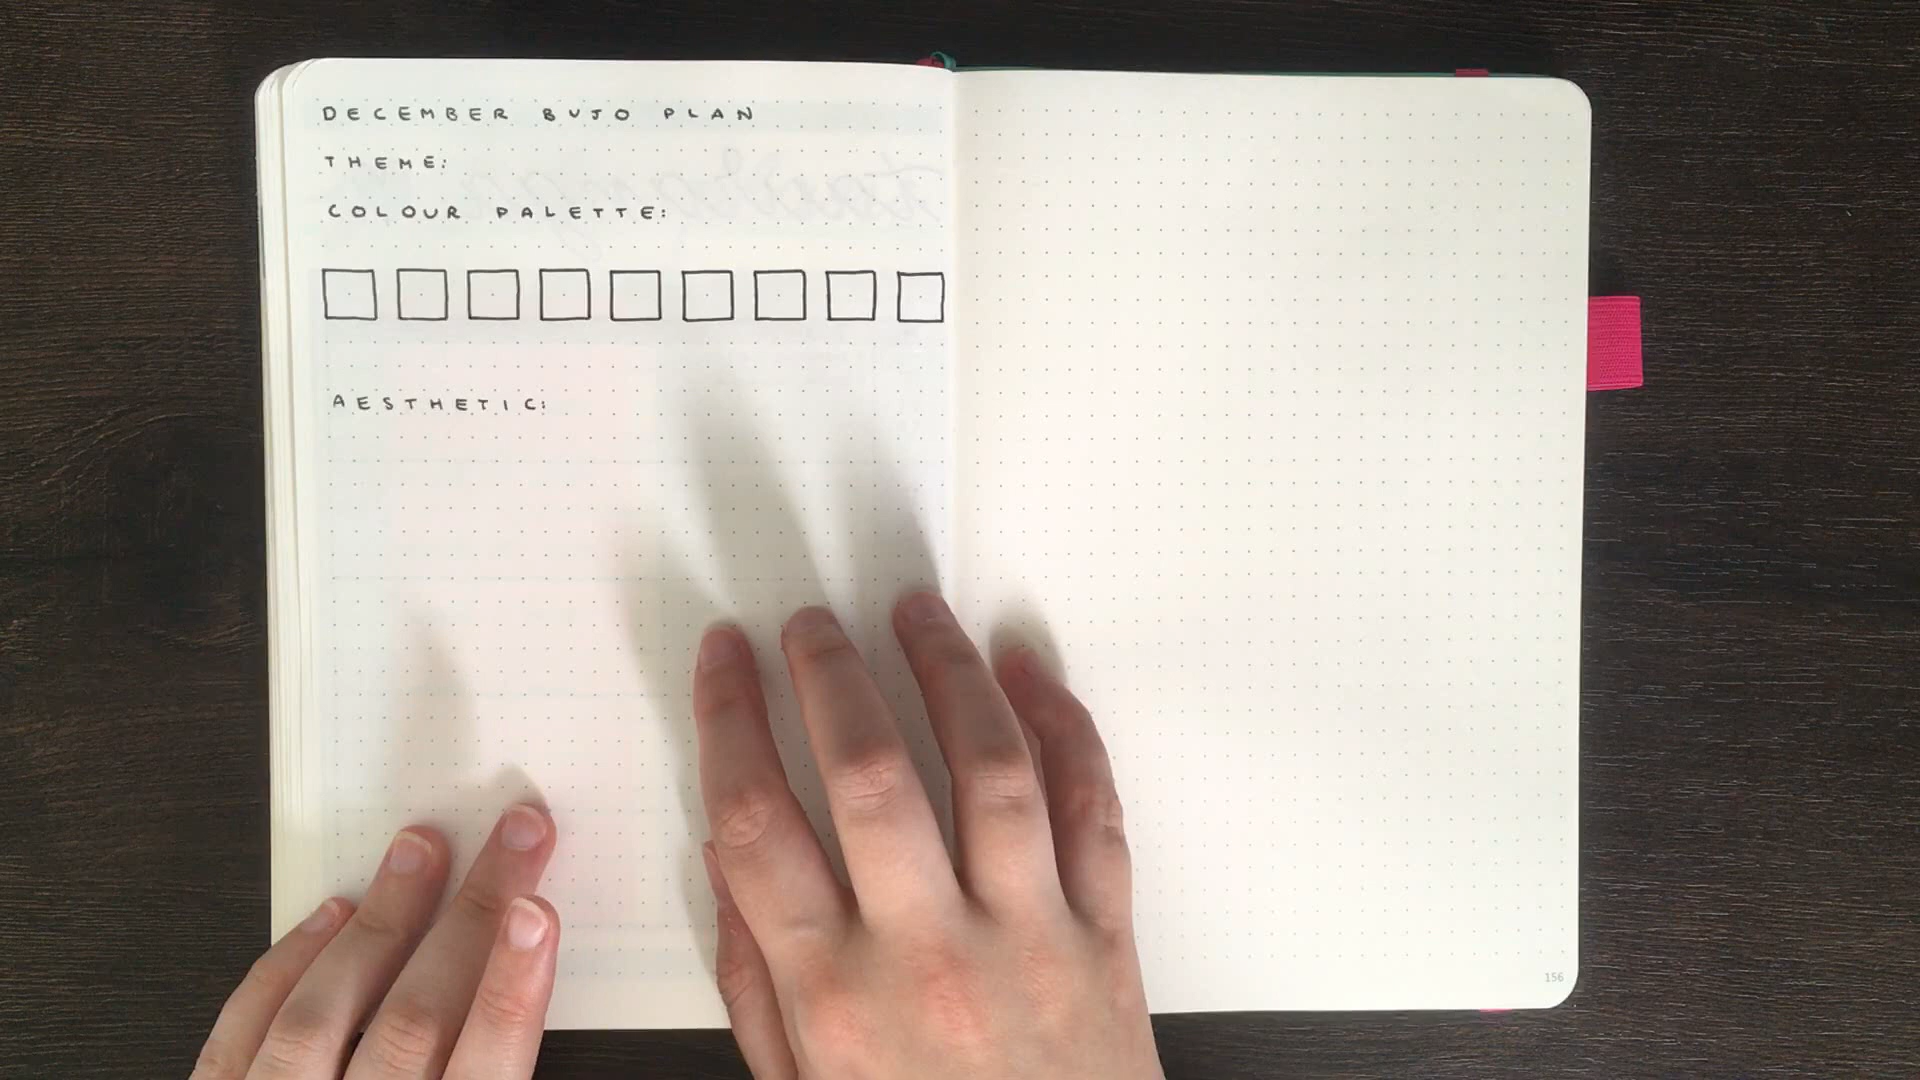 DECEMBER BUJO PLAN
THEME:
COLOUR PALETTE:
AESTHETIC:
156